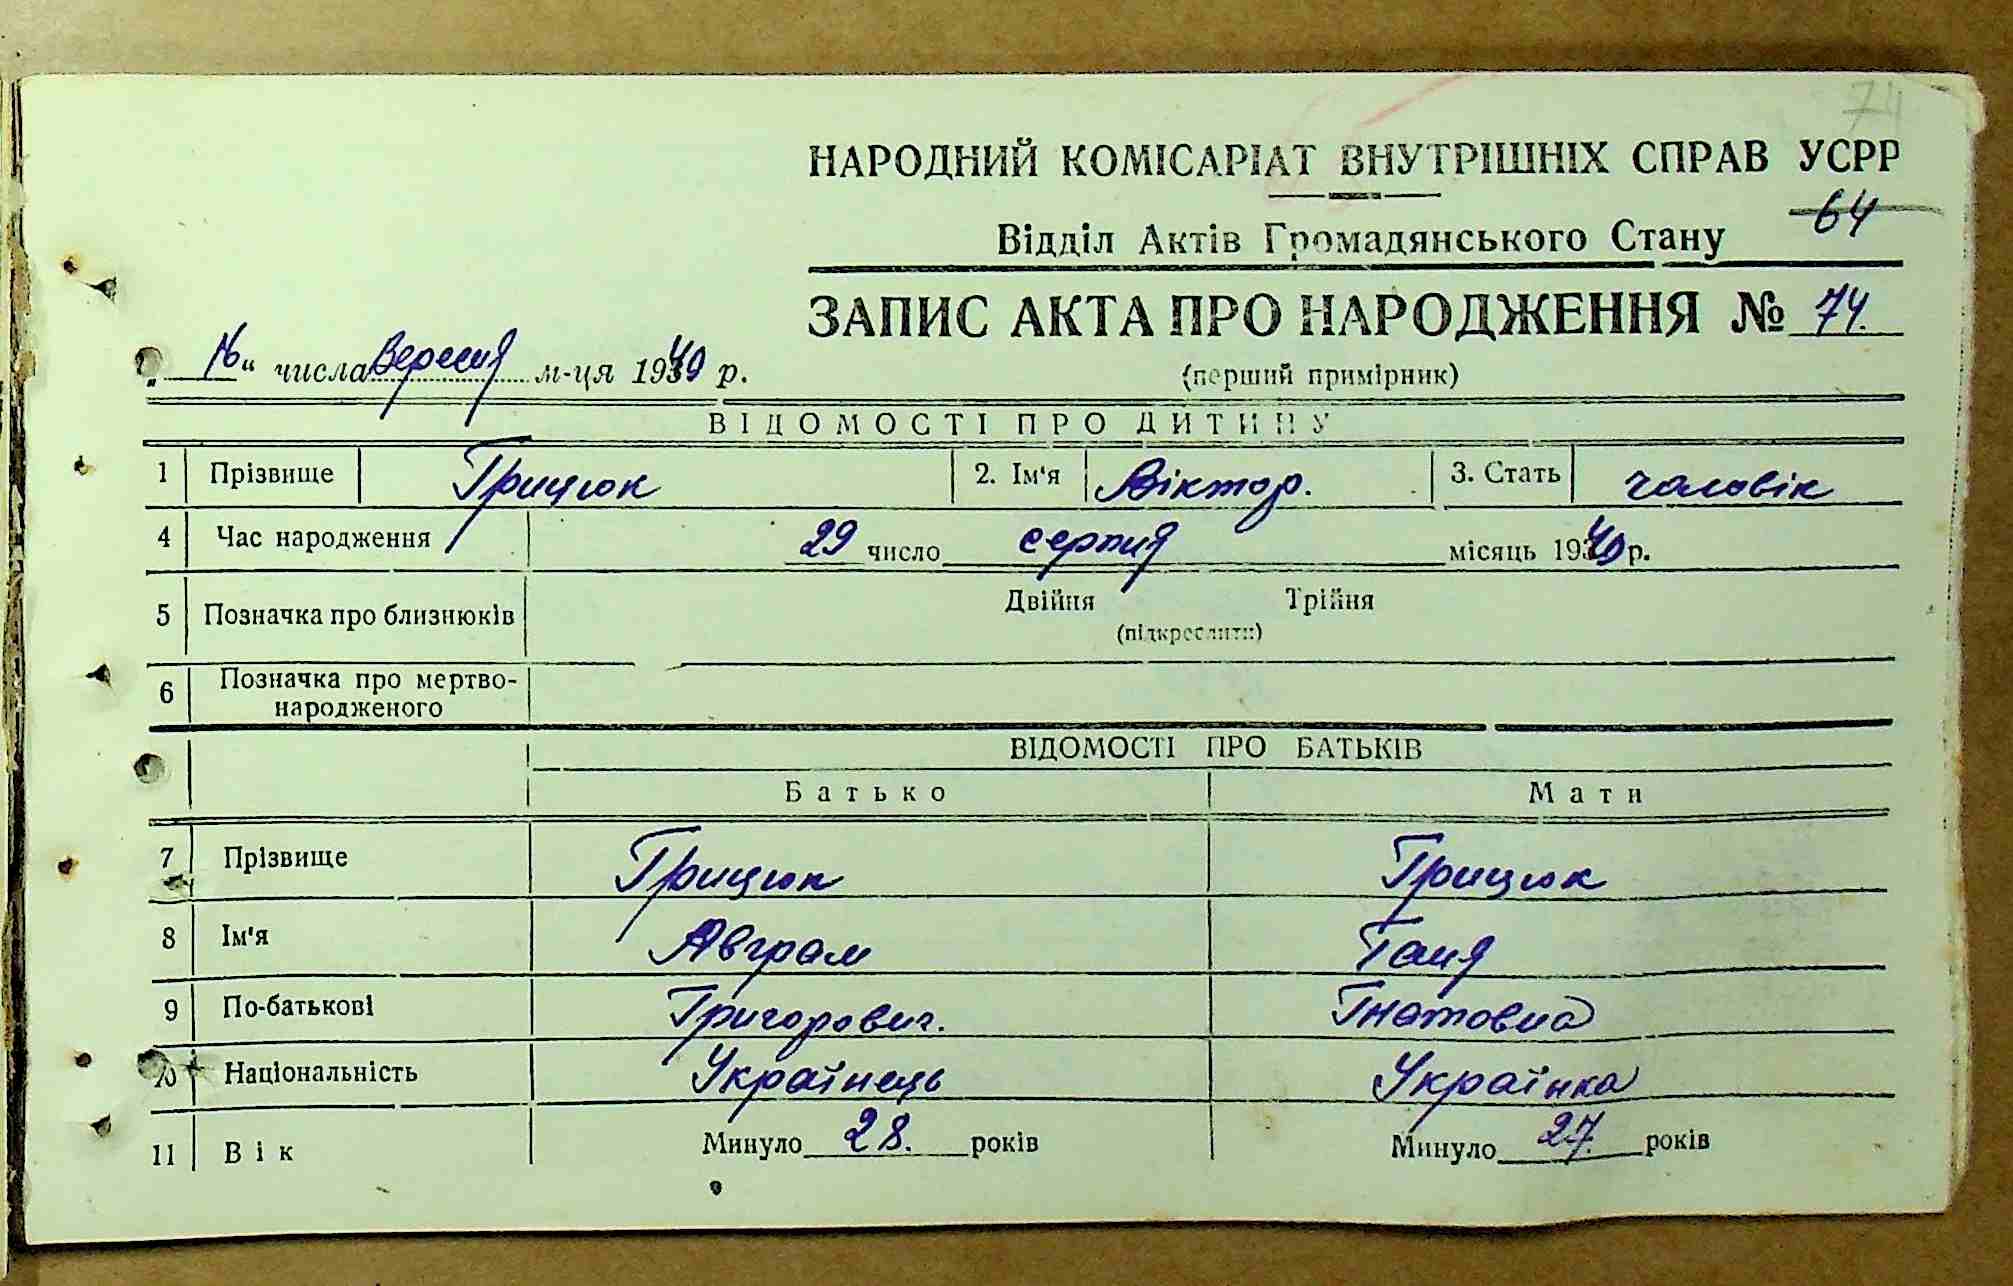 74
НАРОДНИЙ КОМІСАРІАТ ВНУТРІШНІХ СПРАВ УСРР
64
Відділ Актів Громадянського Стану
ЗАПИС АКТА ПРО НАРОДЖЕННЯ № 74.
„ 16 " числа Вересня м-ця 1940 р.
(перший примірник)
ВІДОМОСТІ ПРО ДИТИНУ
1 Прізвище Грицюк 2. Ім'я Віктор. 3. Стать чоловік
4 Час народження 29 число серпня місяць 1940 р.
5 Позначка про близнюків Двійня Трійня
(підкреслити)
6 Позначка про мертво-
народженого
ВІДОМОСТІ ПРО БАТЬКІВ
Батько Мати
7 Прізвище Грицюк Грицюк
8 Ім'я Авграм Ганя
9 По-батькові Григорович. Гнатовна
10 Національність Українець Українка
11 Вік Минуло 28. років Минуло 27. років